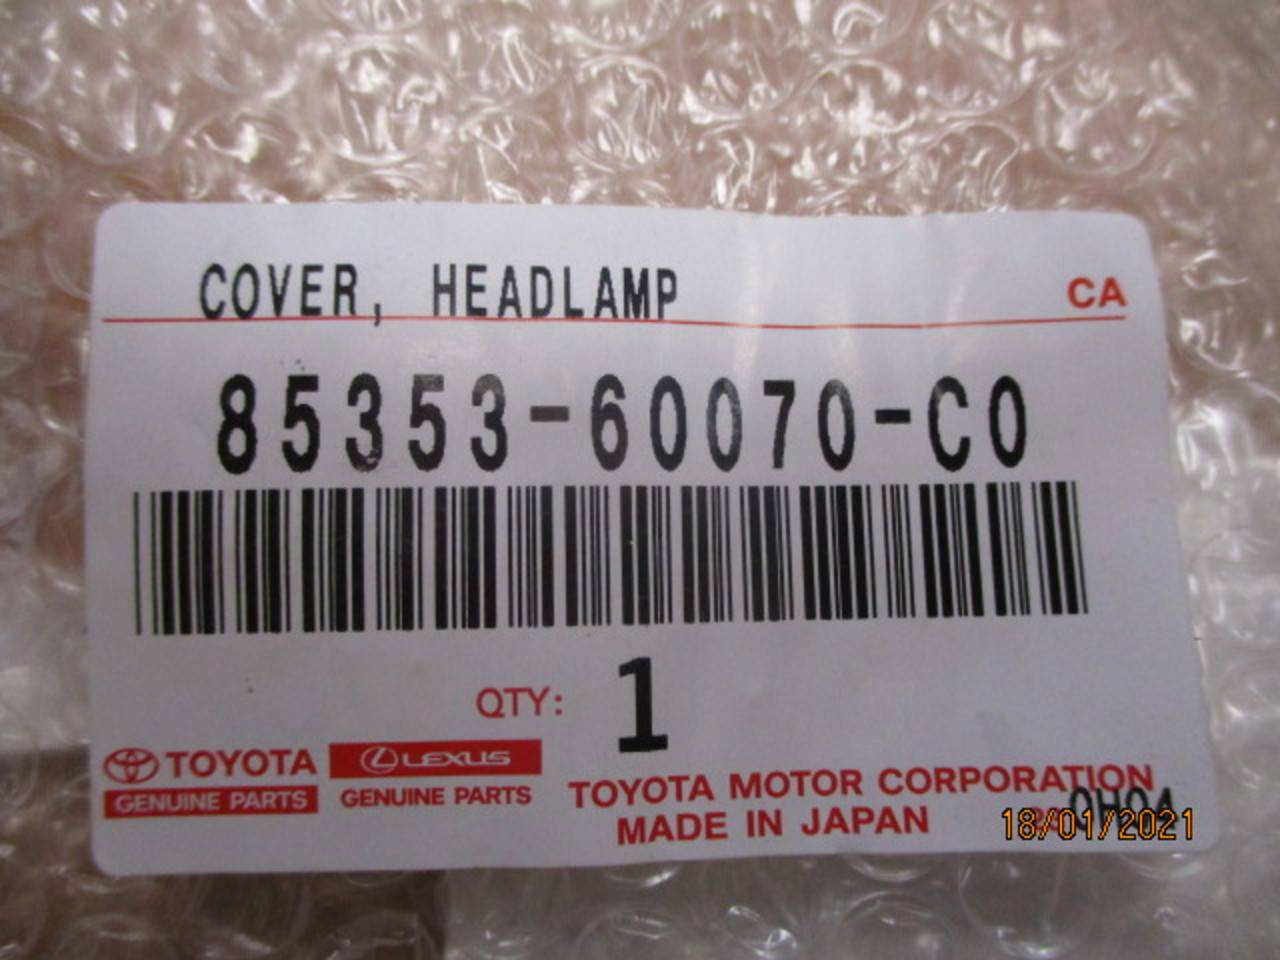 COVER, HEADLAMP CA
85353-60070-C0
QTY: 1
TOYOTA LEXUS
GENUINE PARTS GENUINE PARTS
TOYOTA MOTOR CORPORATION
MADE IN JAPAN 0H04
18/01/2021